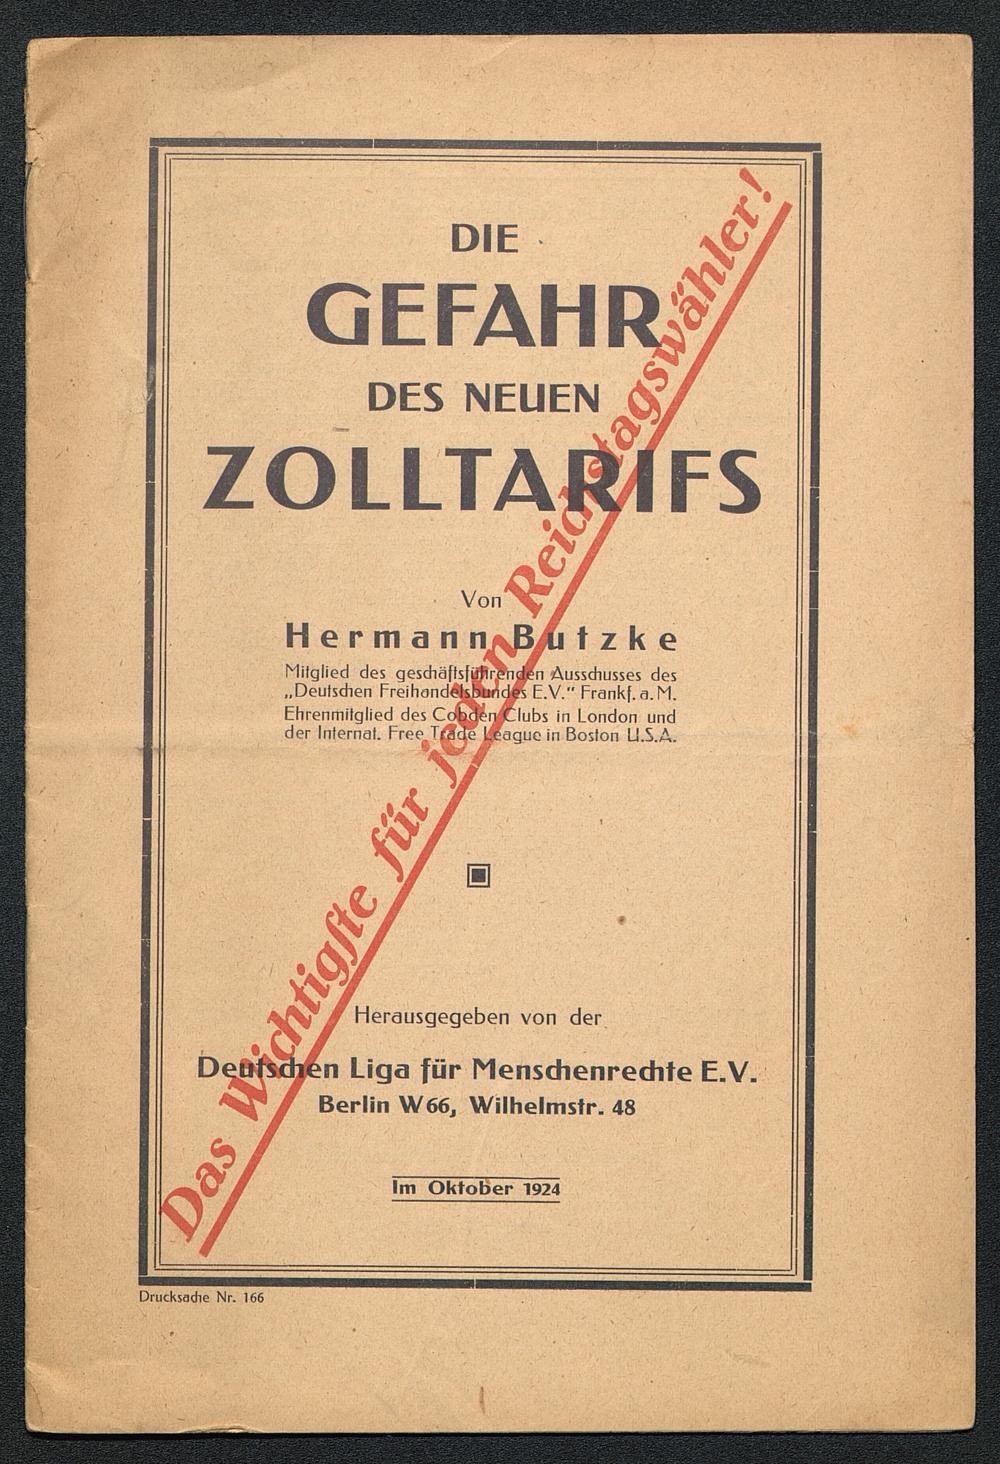 DIE
GEFAHR
DES NEUEN
ZOLLTARIFS
Von
Hermann Butzke
Mitglied des geschäftsführenden Ausschusses des
„Deutschen Freihandelsbundes E.V.“ Frankf. a. M.
Ehrenmitglied des Cobden Clubs in London und
der Internat. Free Trade League in Boston U.S.A.
Das Wichtigſte für jeden Reichstagswähler!
Herausgegeben von der
Deutschen Liga für Menschenrechte E.V.
Berlin W66, Wilhelmstr. 48
Im Oktober 1924
Drucksache Nr. 166